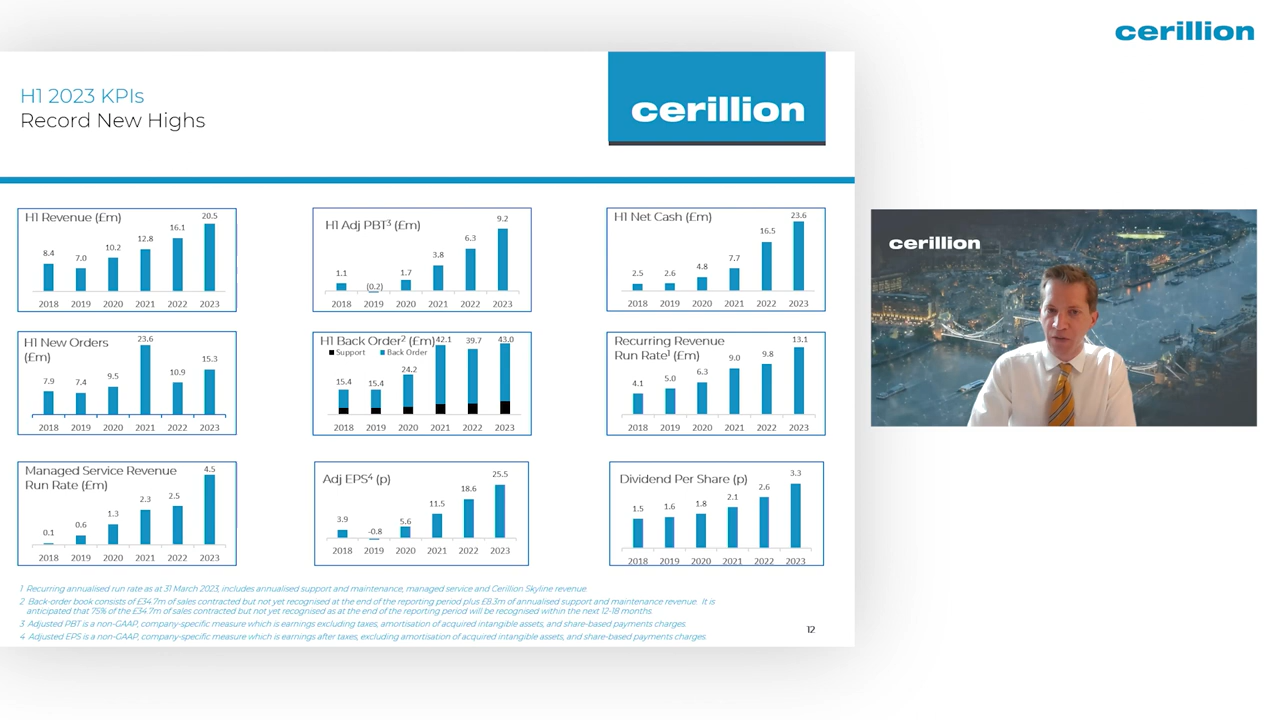 cerillion
H1 2023 KPIs
Record New Highs
cerillion
H1 Revenue (£m)
8.4 7.0 10.2 12.8 16.1 20.5
2018 2019 2020 2021 2022 2023
H1 Adj PBT³ (£m)
1.1 (0.2) 1.7 3.8 6.3 9.2
2018 2019 2020 2021 2022 2023
H1 Net Cash (£m)
2.5 2.6 4.8 7.7 16.5 23.6
2018 2019 2020 2021 2022 2023
cerillion
H1 New Orders
(£m)
7.9 7.4 9.5 23.6 10.9 15.3
2018 2019 2020 2021 2022 2023
H1 Back Order² (£m)
Support Back Order
15.4 15.4 24.2 42.1 39.7 43.0
2018 2019 2020 2021 2022 2023
Recurring Revenue
Run Rate¹ (£m)
4.1 5.0 6.3 9.0 9.8 13.1
2018 2019 2020 2021 2022 2023
Managed Service Revenue
Run Rate (£m)
0.1 0.6 1.3 2.3 2.5 4.5
2018 2019 2020 2021 2022 2023
Adj EPS⁴ (p)
3.9 -0.8 5.6 11.5 18.6 25.5
2018 2019 2020 2021 2022 2023
Dividend Per Share (p)
1.5 1.6 1.8 2.1 2.6 3.3
2018 2019 2020 2021 2022 2023
1 Recurring annualised run rate as at 31 March 2023, includes annualised support and maintenance, managed service and Cerillion Skyline revenue.
2 Back-order book consists of £34.7m of sales contracted but not yet recognised at the end of the reporting period plus £8.3m of annualised support and maintenance revenue. It is
anticipated that 75% of the £34.7m of sales contracted but not yet recognised as at the end of the reporting period will be recognised within the next 12-18 months
3 Adjusted PBT is a non-GAAP, company-specific measure which is earnings excluding taxes, amortisation of acquired intangible assets, and share-based payments charges.
4 Adjusted EPS is a non-GAAP, company-specific measure which is earnings after taxes, excluding amortisation of acquired intangible assets, and share-based payments charges
12